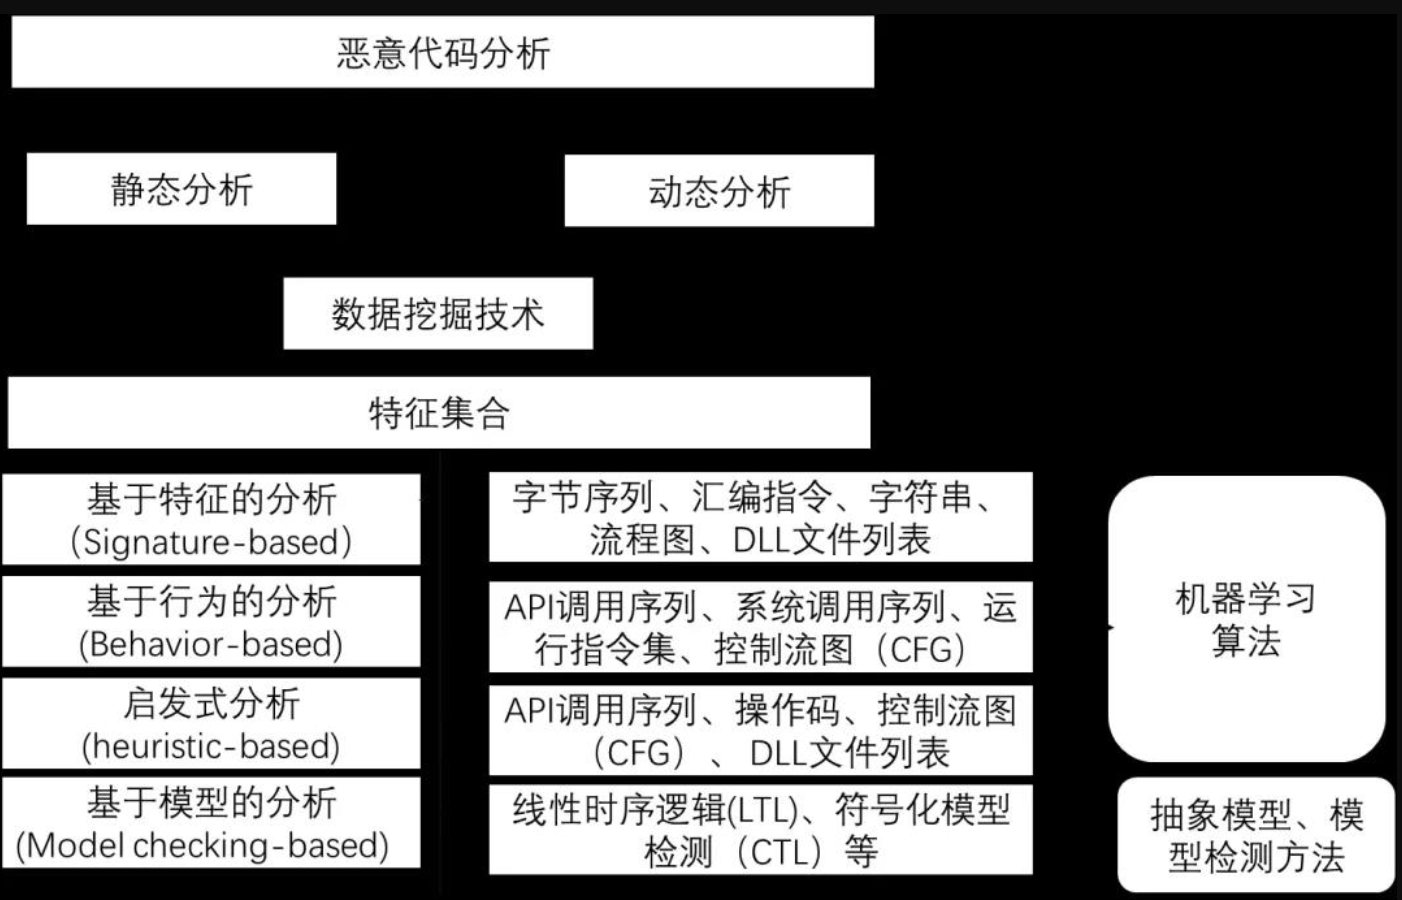 恶意代码分析
静态分析
动态分析
数据挖掘技术
特征集合
基于特征的分析
（Signature-based）
字节序列、汇编指令、字符串、
流程图、DLL文件列表
基于行为的分析
(Behavior-based)
API调用序列、系统调用序列、运
行指令集、控制流图（CFG）
启发式分析
(heuristic-based)
API调用序列、操作码、控制流图
（CFG）、DLL文件列表
机器学习
算法
基于模型的分析
(Model checking-based)
线性时序逻辑(LTL)、符号化模型
检测（CTL）等
抽象模型、模
型检测方法